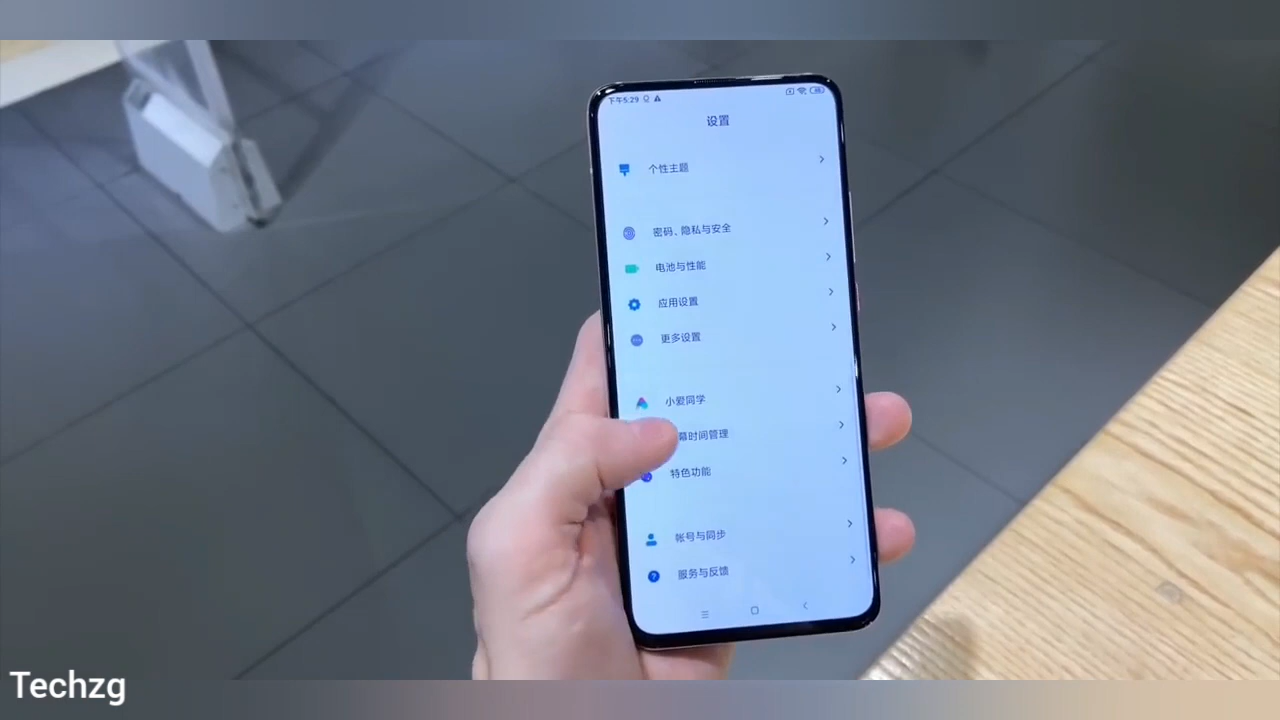 下午5:29
设置
个性主题
密码、隐私与安全
电池与性能
应用设置
更多设置
小爱同学
幕时间管理
特色功能
帐号与同步
服务与反馈
Techzg